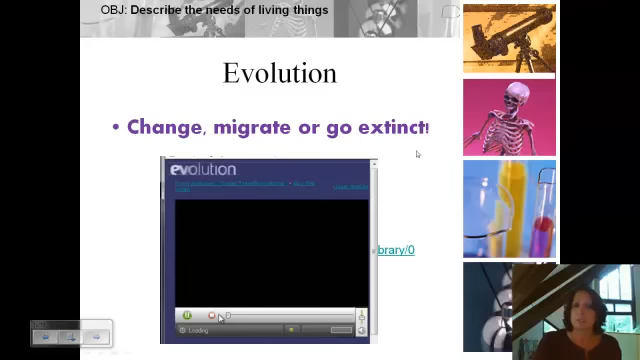 OBJ: Describe the needs of living things
Evolution
• Change, migrate or go extinct!
evolution
brary/0
Loading